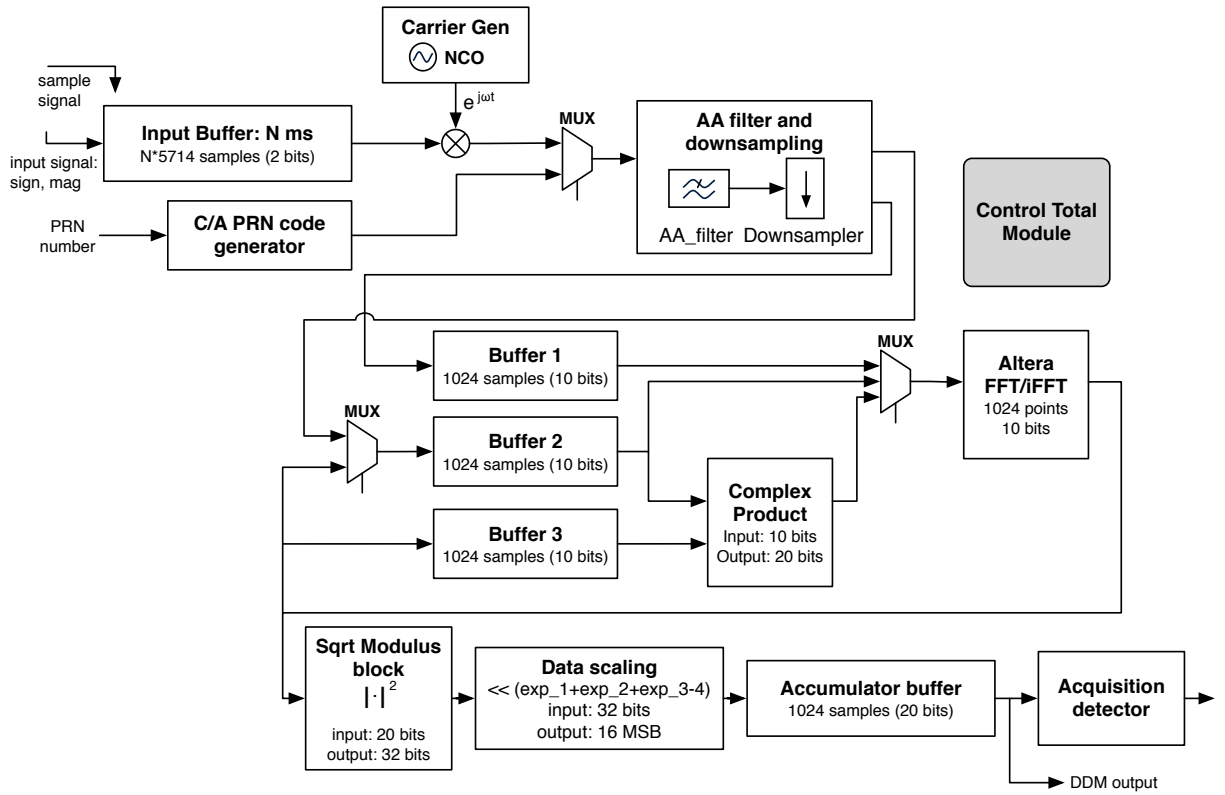 Carrier Gen
NCO
e^jωt
sample
signal
Input Buffer: N ms
N*5714 samples (2 bits)
input signal:
sign, mag
MUX
AA filter and
downsampling
AA_filter
Downsampler
Control Total
Module
PRN
number
C/A PRN code
generator
Buffer 1
1024 samples (10 bits)
MUX
Altera
FFT/iFFT
1024 points
10 bits
MUX
Buffer 2
1024 samples (10 bits)
Complex
Product
Input: 10 bits
Output: 20 bits
Buffer 3
1024 samples (10 bits)
Sqrt Modulus
block
|·|²
input: 20 bits
output: 32 bits
Data scaling
<< (exp_1+exp_2+exp_3-4)
input: 32 bits
output: 16 MSB
Accumulator buffer
1024 samples (20 bits)
Acquisition
detector
DDM output